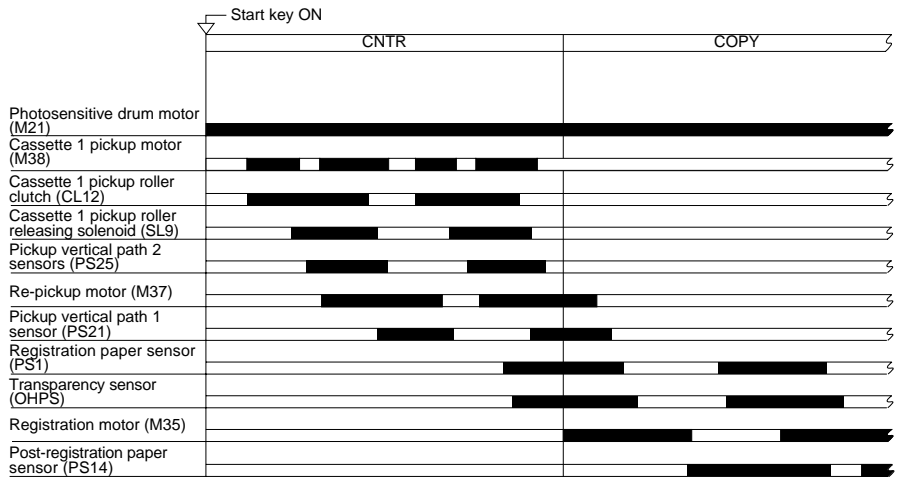 Start key ON
CNTR
COPY
Photosensitive drum motor
(M21)
Cassette 1 pickup motor
(M38)
Cassette 1 pickup roller
clutch (CL12)
Cassette 1 pickup roller
releasing solenoid (SL9)
Pickup vertical path 2
sensors (PS25)
Re-pickup motor (M37)
Pickup vertical path 1
sensor (PS21)
Registration paper sensor
(PS1)
Transparency sensor
(OHPS)
Registration motor (M35)
Post-registration paper
sensor (PS14)